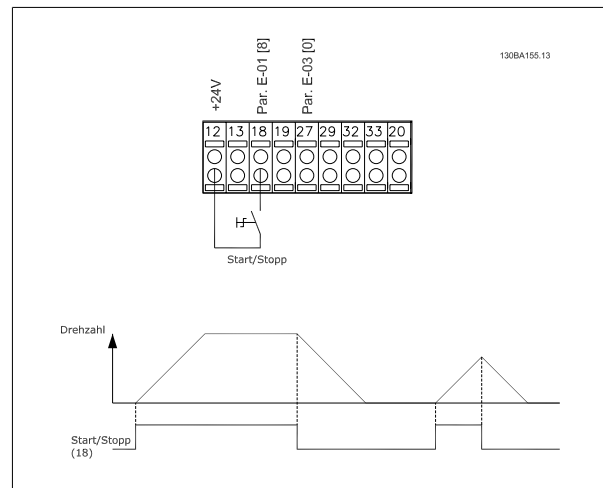 130BA155.13
+24V
Par. E-01 [8]
Par. E-03 [0]
12 13 18 19 27 29 32 33 20
Start/Stopp
Drehzahl
Start/Stopp
(18)